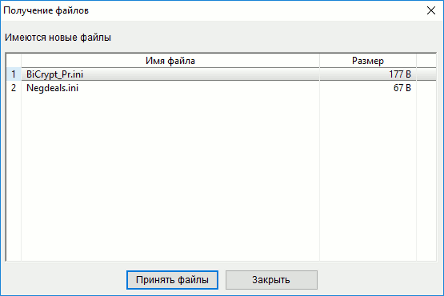 Получение файлов
Имеются новые файлы
Имя файла Размер
1 BiCrypt_Pr.ini 177 B
2 Negdeals.ini 67 B
Принять файлы Закрыть